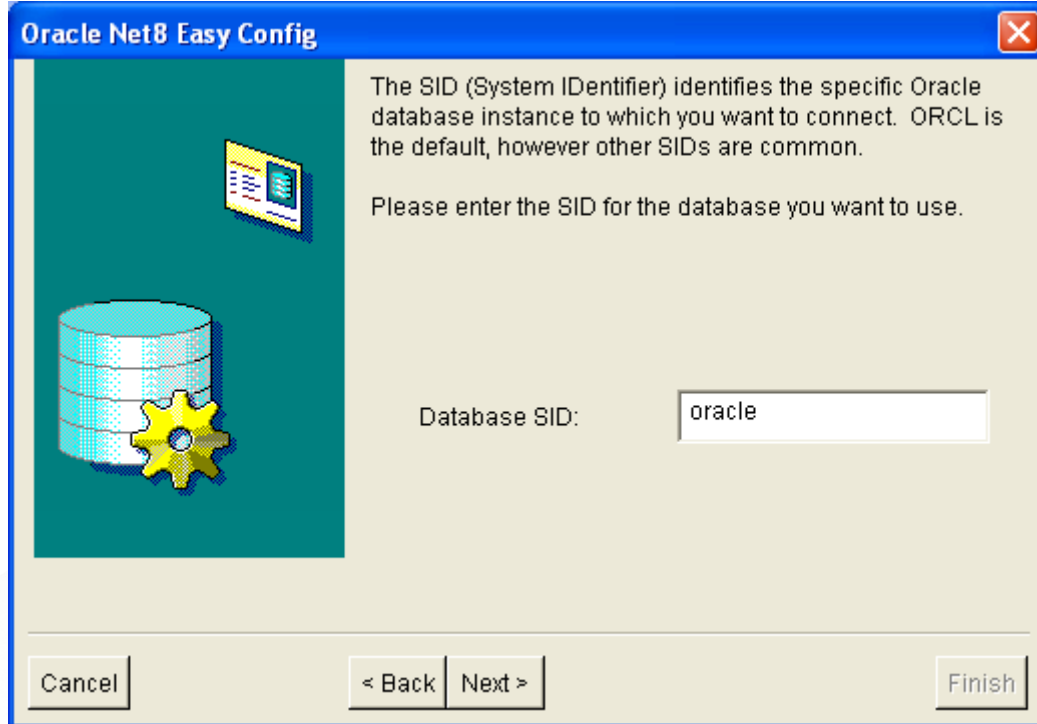 Oracle Net8 Easy Config
The SID (System IDentifier) identifies the specific Oracle
database instance to which you want to connect.  ORCL is
the default, however other SIDs are common.
Please enter the SID for the database you want to use.
Database SID: oracle
Cancel < Back Next > Finish